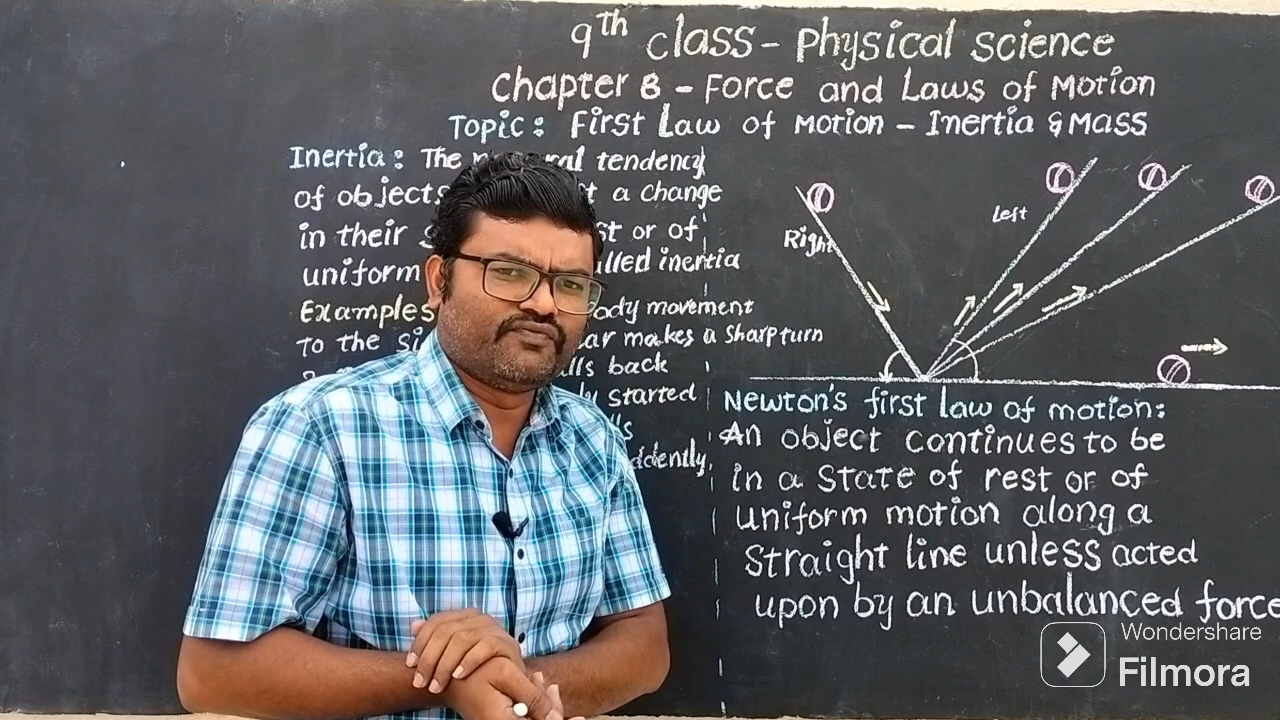 9th class - Physical Science
Chapter 8 - Force and Laws of Motion
Topic: First Law of Motion - Inertia & Mass
Inertia: The tendency
of objects a change
in their or of
uniform inertia
Examples movement
to the makes a sharp turn
back
started
Right
Left
Newton's first law of motion:
An object continues to be
in a state of rest or of
uniform motion along a
straight line unless acted
upon by an unbalanced force
Wondershare
Filmora